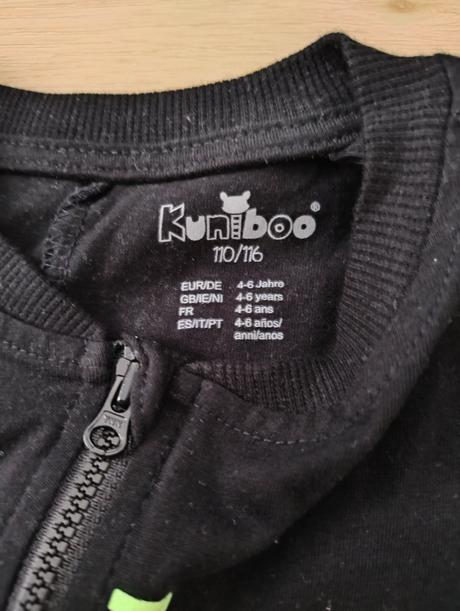 Kuniboo®
110/116
EUR/DE 4-6 Jahre
GB/IE/NI 4-6 years
FR 4-6 ans
ES/IT/PT 4-6 años/
anni/anos